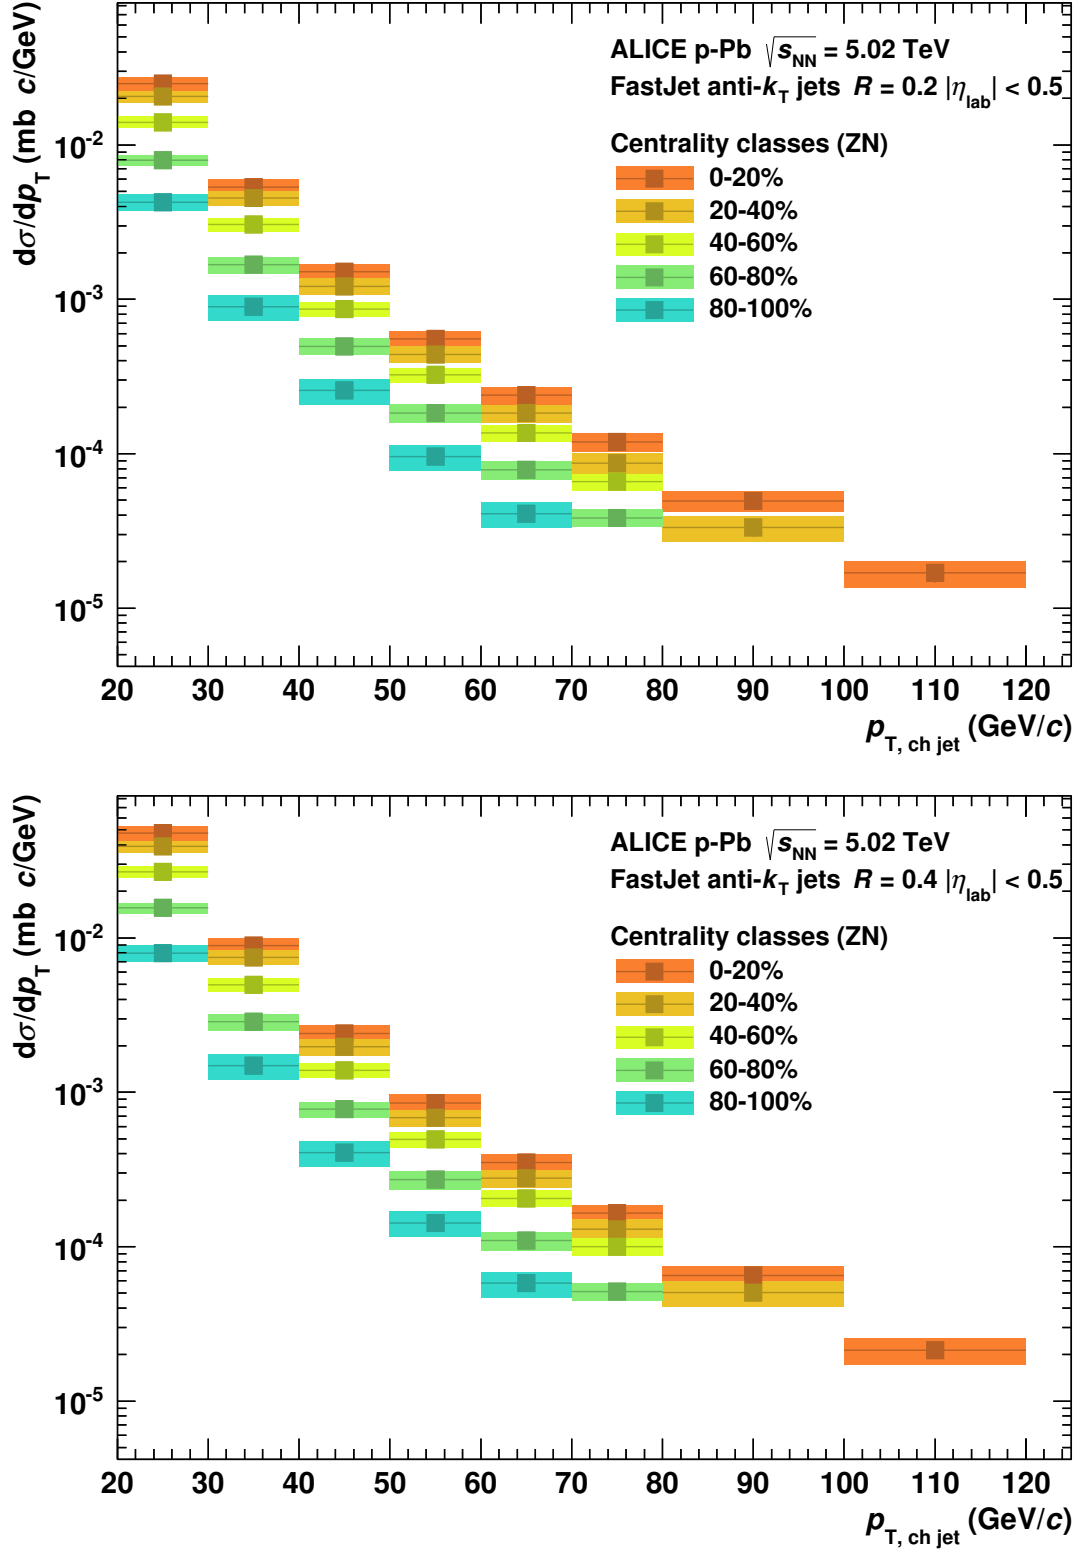 dσ/dp_T (mb c/GeV)
ALICE p-Pb √s_NN = 5.02 TeV
FastJet anti-k_T jets R = 0.2 |η_lab| < 0.5
Centrality classes (ZN)
0-20%
20-40%
40-60%
60-80%
80-100%
10^-2
10^-3
10^-4
10^-5
20 30 40 50 60 70 80 90 100 110 120
p_T, ch jet (GeV/c)
dσ/dp_T (mb c/GeV)
ALICE p-Pb √s_NN = 5.02 TeV
FastJet anti-k_T jets R = 0.4 |η_lab| < 0.5
Centrality classes (ZN)
0-20%
20-40%
40-60%
60-80%
80-100%
10^-2
10^-3
10^-4
10^-5
20 30 40 50 60 70 80 90 100 110 120
p_T, ch jet (GeV/c)